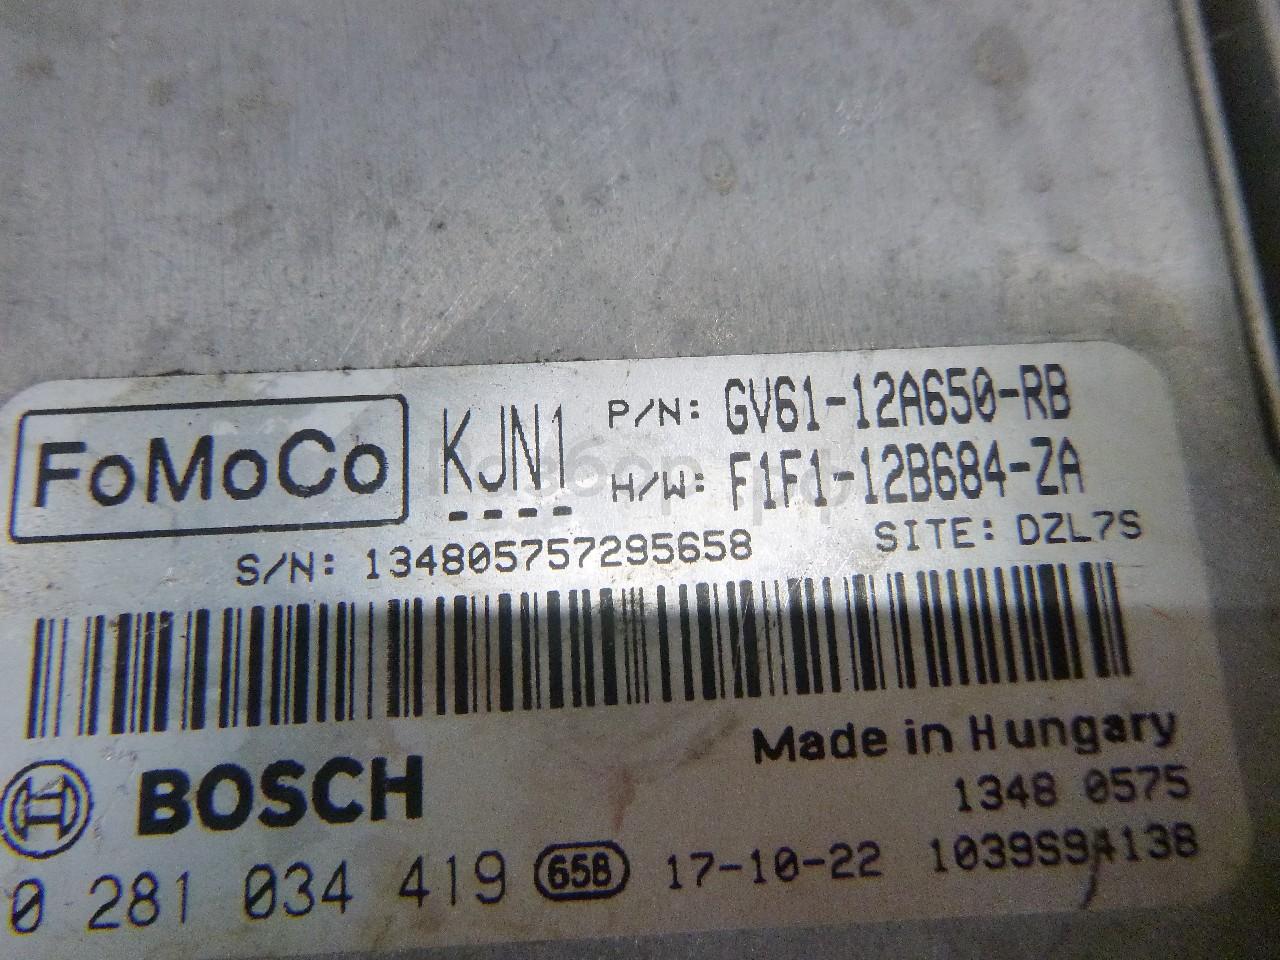 FoMoCo KJN1 P/N: GV61-12A650-RB
H/W: F1F1-12B684-ZA
S/N: 134805757295658 SITE: DZL7S
Made in Hungary
BOSCH 1348 0575
0 281 034 419 658 17-10-22 1039S94138